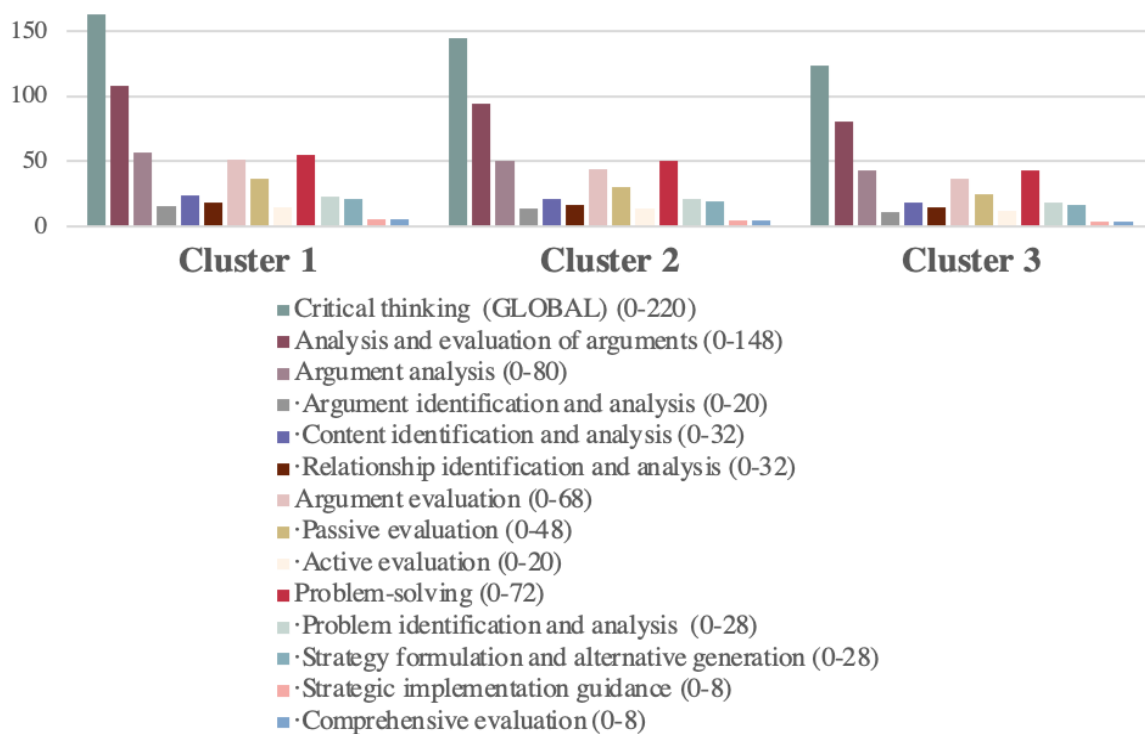 150
100
50
0
Cluster 1 Cluster 2 Cluster 3
Critical thinking (GLOBAL) (0-220)
Analysis and evaluation of arguments (0-148)
Argument analysis (0-80)
·Argument identification and analysis (0-20)
·Content identification and analysis (0-32)
·Relationship identification and analysis (0-32)
Argument evaluation (0-68)
·Passive evaluation (0-48)
·Active evaluation (0-20)
Problem-solving (0-72)
·Problem identification and analysis (0-28)
·Strategy formulation and alternative generation (0-28)
·Strategic implementation guidance (0-8)
·Comprehensive evaluation (0-8)